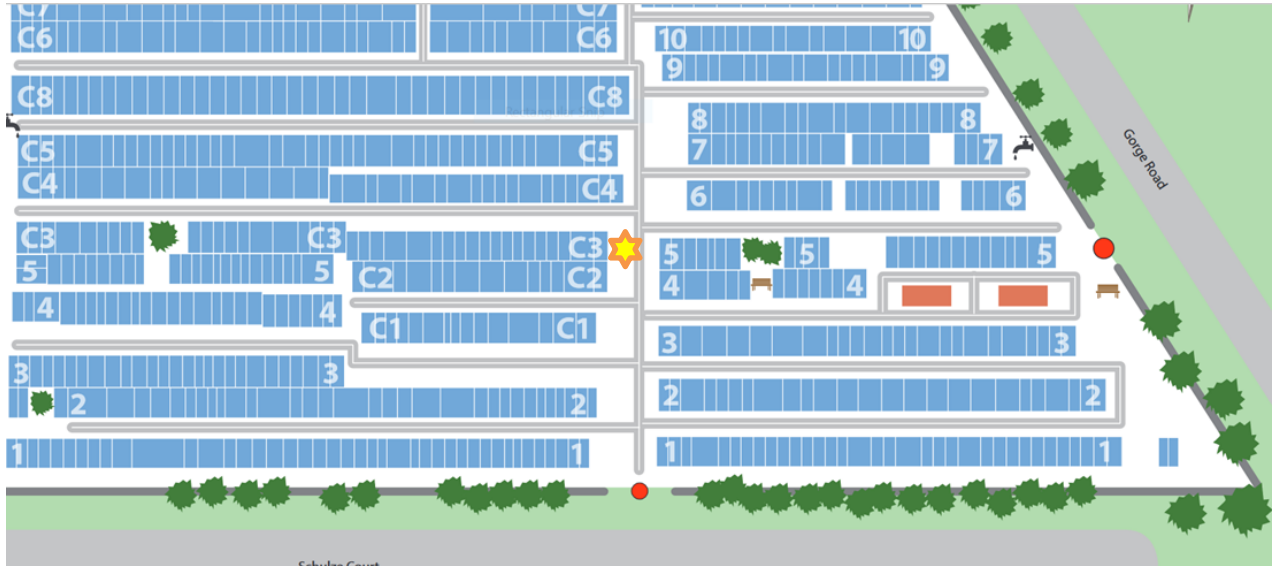 C7 C7
C6 C6 10 10
9 9
C8 C8
8 8
C5 C5 7 7
C4 C4 6 6
C3 C3 C3 5 5 5
5 5 C2 C2 4 4
4 4 C1 C1
3 3 3 3
2 2 2 2
1 1 1 1
Gorge Road
Schulze Court